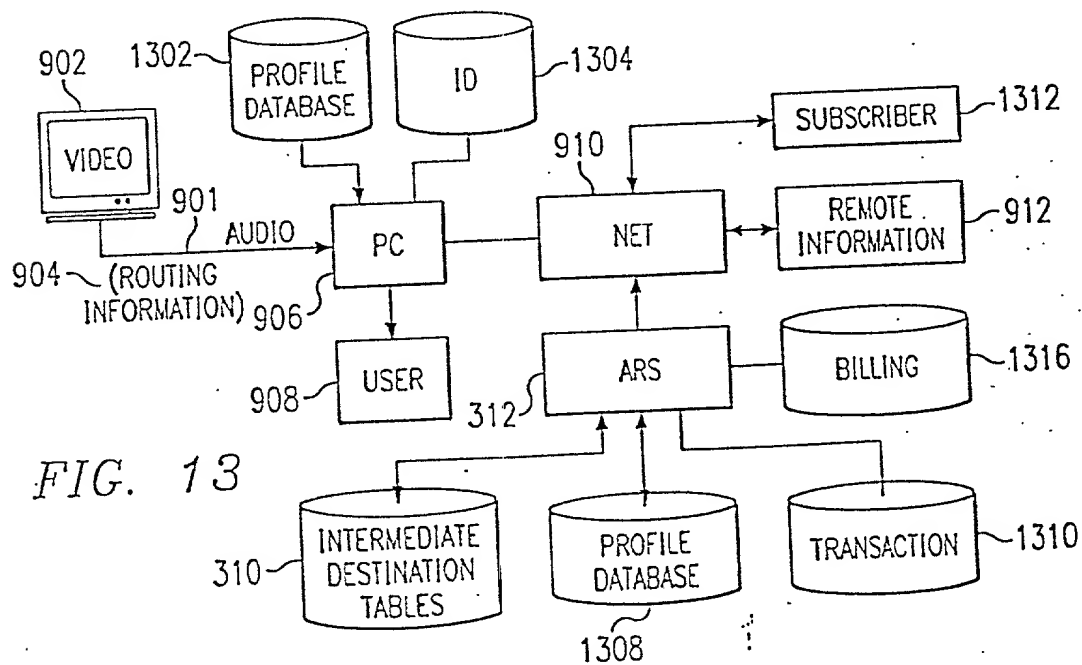 1302
PROFILE
DATABASE
ID
1304
902
VIDEO
901
AUDIO
904
(ROUTING
INFORMATION)
906
PC
910
NET
SUBSCRIBER
1312
REMOTE
INFORMATION
912
908
USER
312
ARS
BILLING
1316
FIG. 13
310
INTERMEDIATE
DESTINATION
TABLES
PROFILE
DATABASE
1308
TRANSACTION
1310